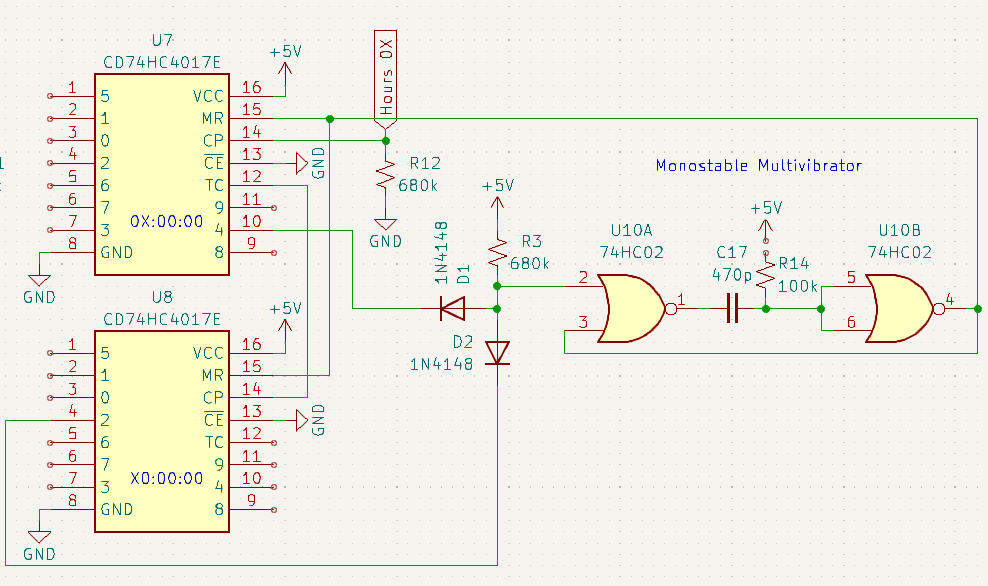 U7
CD74HC4017E
+5V
Hours 0X
1 5 VCC 16
2 1 MR 15
3 0 CP 14
4 2 CE 13 GND
5 6 TC 12
6 7 9 11
7 3 4 10
8 GND 8 9
0X:00:00
GND
R12
680k
GND
Monostable Multivibrator
+5V
R3
680k
1N4148
D1
D2
1N4148
U10A
74HC02
2
3
1
C17
470p
+5V
R14
100k
U10B
74HC02
5
6
4
U8
CD74HC4017E
+5V
1 5 VCC 16
2 1 MR 15
3 0 CP 14
4 2 CE 13 GND
5 6 TC 12
6 7 9 11
7 3 4 10
8 GND 8 9
X0:00:00
GND